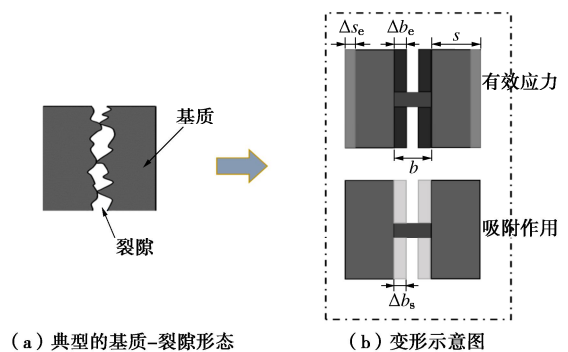 Δsₑ
Δbₑ
s
有效应力
基质
b
吸附作用
裂隙
Δbₛ
(a) 典型的基质-裂隙形态
(b) 变形示意图